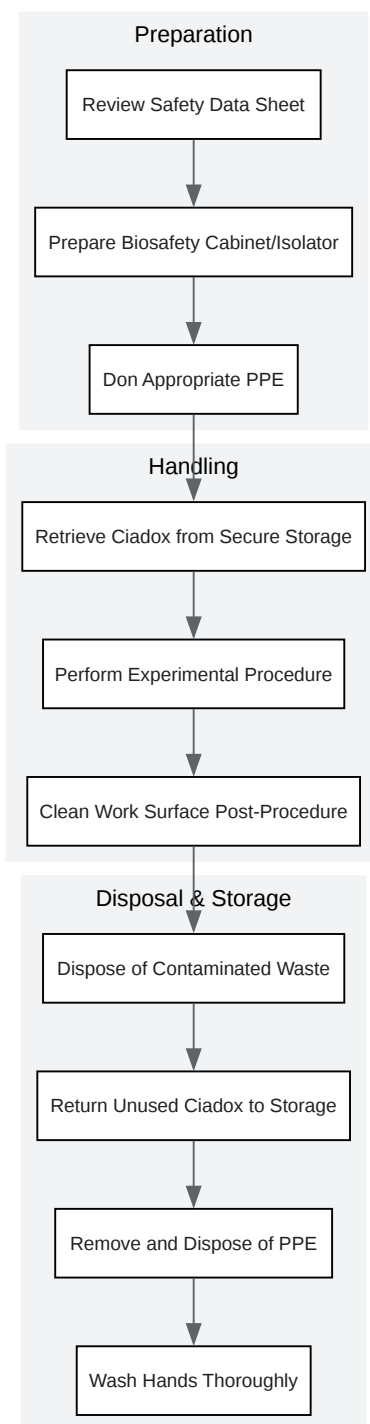 Preparation
Review Safety Data Sheet
Prepare Biosafety Cabinet/Isolator
Don Appropriate PPE
Handling
Retrieve Ciadox from Secure Storage
Perform Experimental Procedure
Clean Work Surface Post-Procedure
Disposal & Storage
Dispose of Contaminated Waste
Return Unused Ciadox to Storage
Remove and Dispose of PPE
Wash Hands Thoroughly